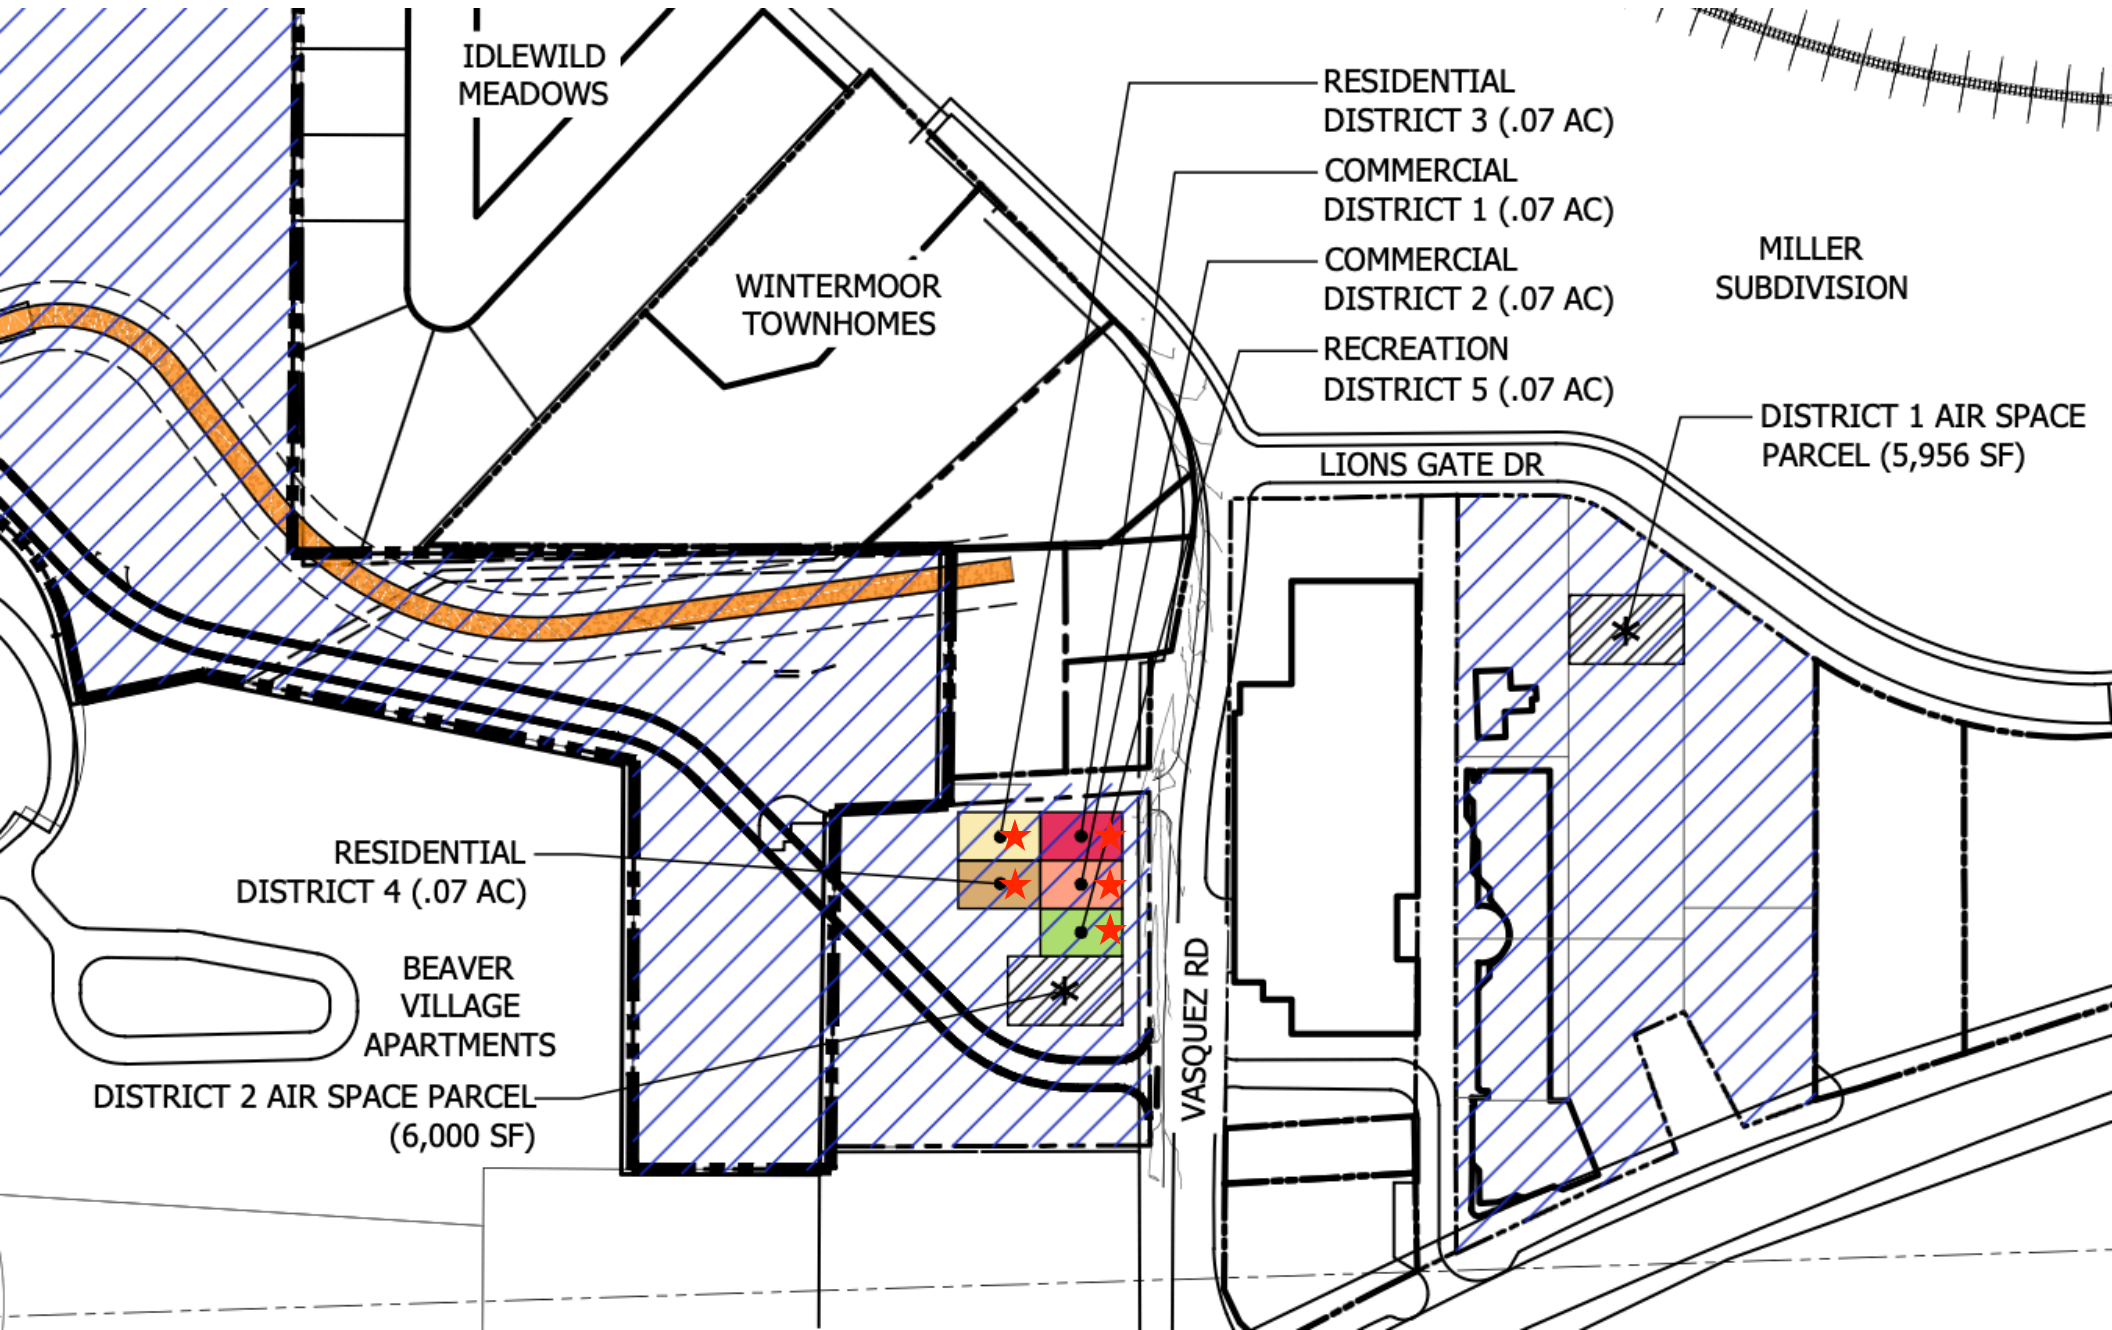 IDLEWILD
MEADOWS
RESIDENTIAL
DISTRICT 3 (.07 AC)
COMMERCIAL
DISTRICT 1 (.07 AC)
COMMERCIAL
DISTRICT 2 (.07 AC)
RECREATION
DISTRICT 5 (.07 AC)
MILLER
SUBDIVISION
WINTERMOOR
TOWNHOMES
DISTRICT 1 AIR SPACE
PARCEL (5,956 SF)
LIONS GATE DR
RESIDENTIAL
DISTRICT 4 (.07 AC)
BEAVER
VILLAGE
APARTMENTS
VASQUEZ RD
DISTRICT 2 AIR SPACE PARCEL
(6,000 SF)